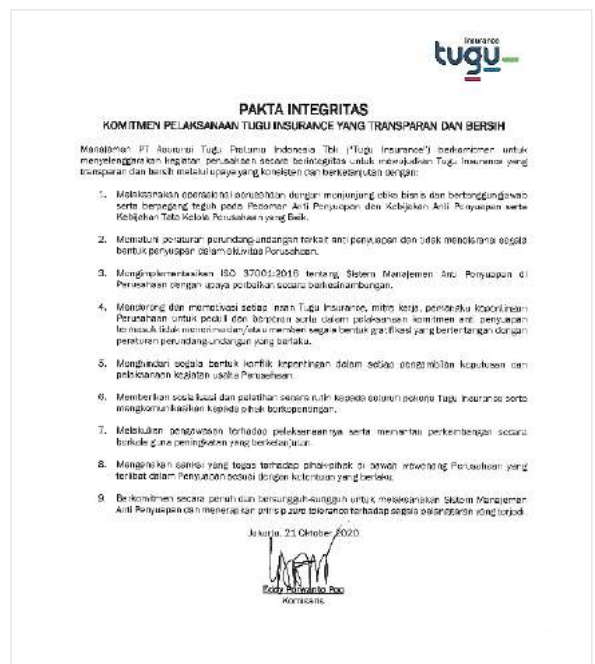 insurance
tugu
PAKTA INTEGRITAS
KOMITMEN PELAKSANAAN TUGU INSURANCE YANG TRANSPARAN DAN BERSIH
Manajemen PT Asuransi Tugu Pratama Indonesia Tbk ("Tugu Insurance") berkomitmen untuk
menyelenggarakan kegiatan perusahaan secara berintegritas untuk mewujudkan Tugu Insurance yang
transparan dan bersih melalui upaya yang konsisten dan berkelanjutan dengan:
1. Melaksanakan operasional perusahaan dengan menjunjung etika bisnis dan bertanggungjawab
serta berpegang teguh pada Pedoman Anti Penyuapan dan Kebijakan Anti Penyuapan serta
Kebijakan Tata Kelola Perusahaan yang Baik.
2. Mematuhi peraturan perundang-undangan terkait anti penyuapan dan tidak mentoleransi segala
bentuk penyuapan dalam aktivitas Perusahaan.
3. Mengimplementasikan ISO 37001:2016 tentang Sistem Manajemen Anti Penyuapan di
Perusahaan dengan upaya perbaikan secara berkesinambungan.
4. Mendorong dan memotivasi setiap insan Tugu Insurance, mitra kerja, pemangku kepentingan
Perusahaan untuk peduli dan berperan serta dalam pelaksanaan komitmen anti penyuapan
termasuk tidak menerima dan/atau memberi segala bentuk gratifikasi yang bertentangan dengan
peraturan perundang-undangan yang berlaku.
5. Menghindari segala bentuk konflik kepentingan dalam setiap pengambilan keputusan dan
pelaksanaan kegiatan usaha Perusahaan.
6. Memberikan sosialisasi dan pelatihan secara rutin kepada seluruh pekerja Tugu Insurance serta
mengkomunikasikan kepada pihak berkepentingan.
7. Melakukan pengawasan terhadap pelaksanaannya serta memantau perkembangan secara
berkala guna peningkatan yang berkelanjutan.
8. Mengenakan sanksi yang tegas terhadap pihak-pihak di bawah wewenang Perusahaan yang
terlibat dalam Penyuapan sesuai dengan ketentuan yang berlaku.
9. Berkomitmen secara penuh dan bersungguh-sungguh untuk melaksanakan Sistem Manajemen
Anti Penyuapan dan menerapkan prinsip zero tolerance terhadap segala pelanggaran yang terjadi.
Jakarta, 21 Oktober 2020
Eddy Porwanto Poo
Komisaris